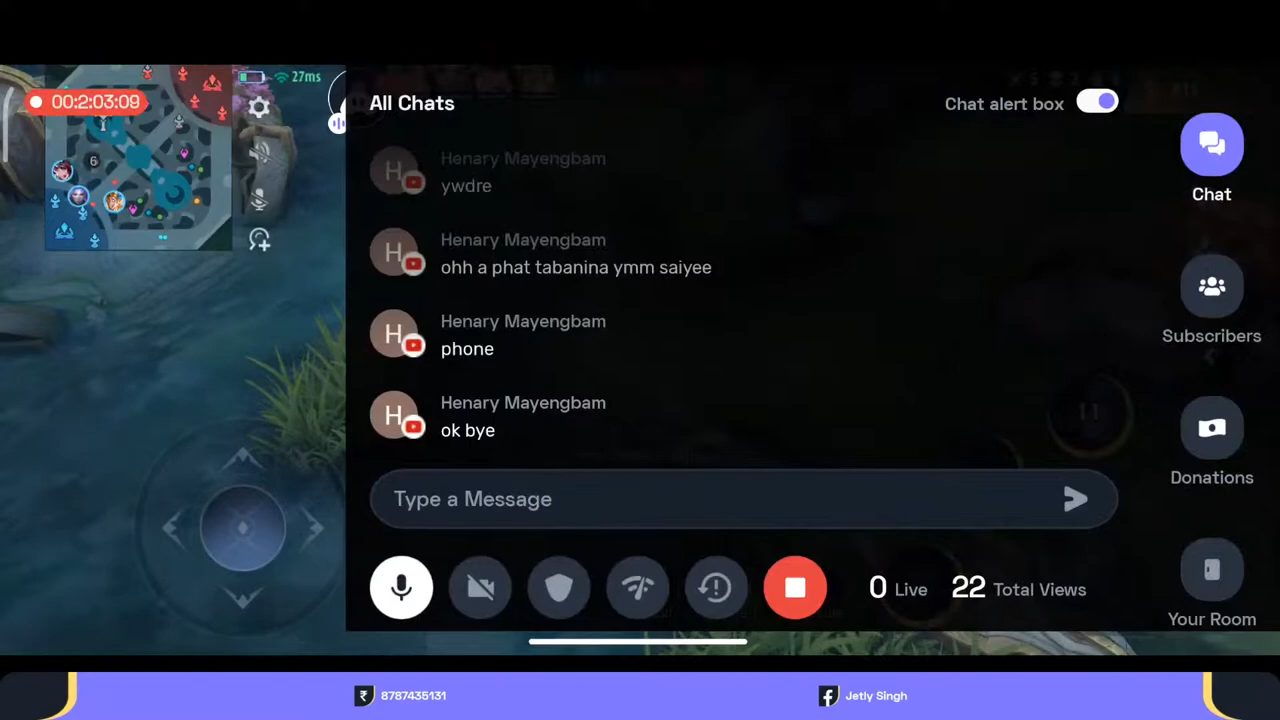 27ms
00:2:03:09
6
All Chats
Chat alert box
H
Henary Mayengbam
ywdre
Chat
H
Henary Mayengbam
ohh a phat tabanina ymm saiyee
H
Henary Mayengbam
phone
Subscribers
H
Henary Mayengbam
ok bye
11
Donations
Type a Message
0 Live
22 Total Views
Your Room
₹ 8787435131
f Jetly Singh